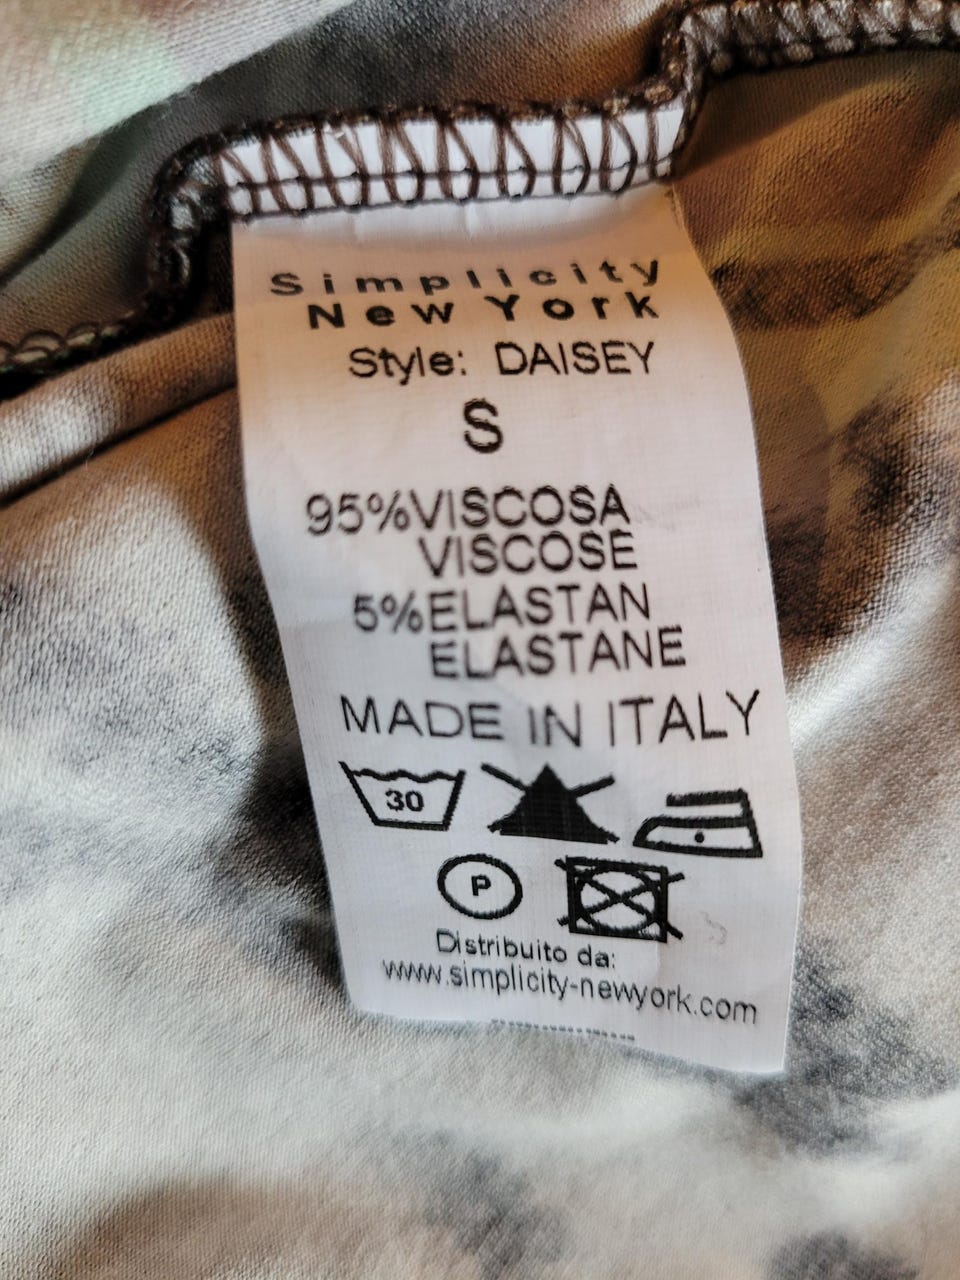 Simplicity
New York
Style: DAISEY
S
95%VISCOSA
VISCOSE
5%ELASTAN
ELASTANE
MADE IN ITALY
30
P
Distribuito da:
www.simplicity-newyork.com